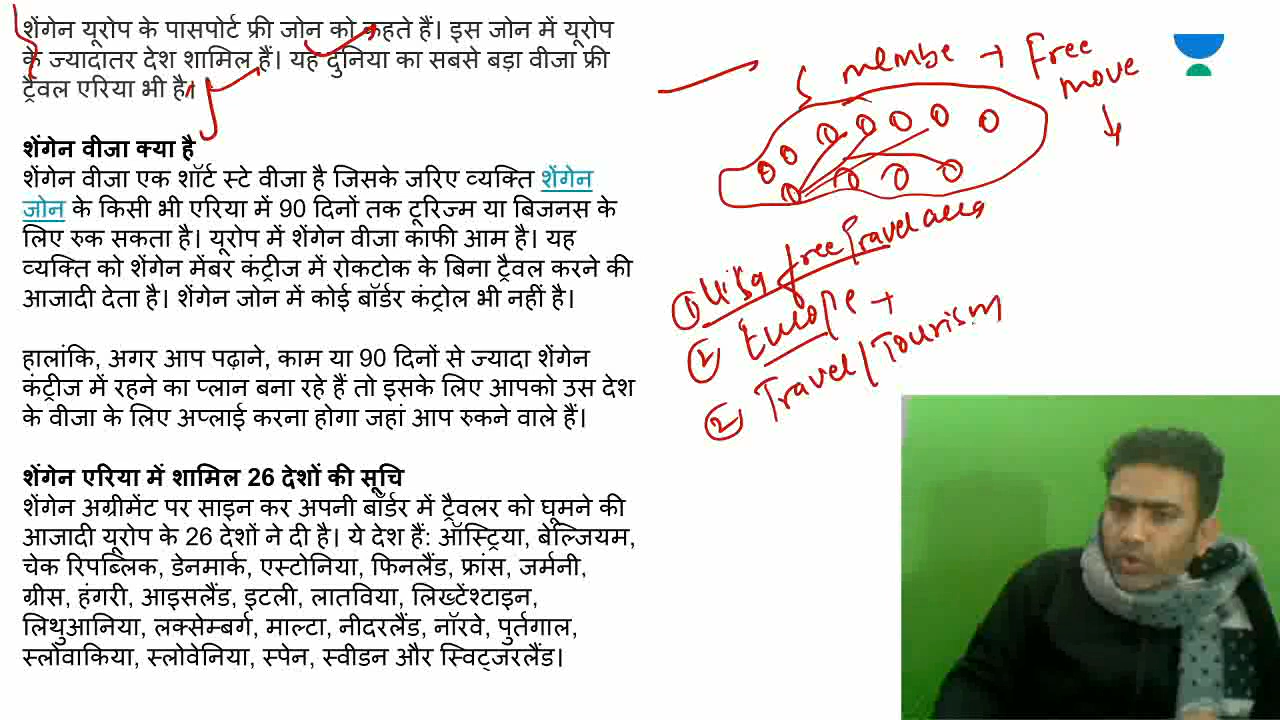 शेंगेन यूरोप के पासपोर्ट फ्री जोन को कहते हैं। इस जोन में यूरोप
के ज्यादातर देश शामिल हैं। यह दुनिया का सबसे बड़ा वीजा फ्री
ट्रैवल एरिया भी है।
शेंगेन वीजा क्या है
शेंगेन वीजा एक शॉर्ट स्टे वीजा है जिसके जरिए व्यक्ति शेंगेन
जोन के किसी भी एरिया में 90 दिनों तक टूरिज्म या बिजनस के
लिए रुक सकता है। यूरोप में शेंगेन वीजा काफी आम है। यह
व्यक्ति को शेंगेन मेंबर कंट्रीज में रोकटोक के बिना ट्रैवल करने की
आजादी देता है। शेंगेन जोन में कोई बॉर्डर कंट्रोल भी नहीं है।
हालांकि, अगर आप पढ़ाने, काम या 90 दिनों से ज्यादा शेंगेन
कंट्रीज में रहने का प्लान बना रहे हैं तो इसके लिए आपको उस देश
के वीजा के लिए अप्लाई करना होगा जहां आप रुकने वाले हैं।
शेंगेन एरिया में शामिल 26 देशों की सूचि
शेंगेन अग्रीमेंट पर साइन कर अपनी बॉर्डर में ट्रैवलर को घूमने की
आजादी यूरोप के 26 देशों ने दी है। ये देश हैं: ऑस्ट्रिया, बेल्जियम,
चेक रिपब्लिक, डेनमार्क, एस्टोनिया, फिनलैंड, फ्रांस, जर्मनी,
ग्रीस, हंगरी, आइसलैंड, इटली, लातविया, लिख्टेंश्टाइन,
लिथुआनिया, लक्सेम्बर्ग, माल्टा, नीदरलैंड, नॉरवे, पुर्तगाल,
स्लोवाकिया, स्लोवेनिया, स्पेन, स्वीडन और स्विट्जरलैंड।
membe → Free
move
① Visa free Travel area
② Europe +
② Travel/Tourism